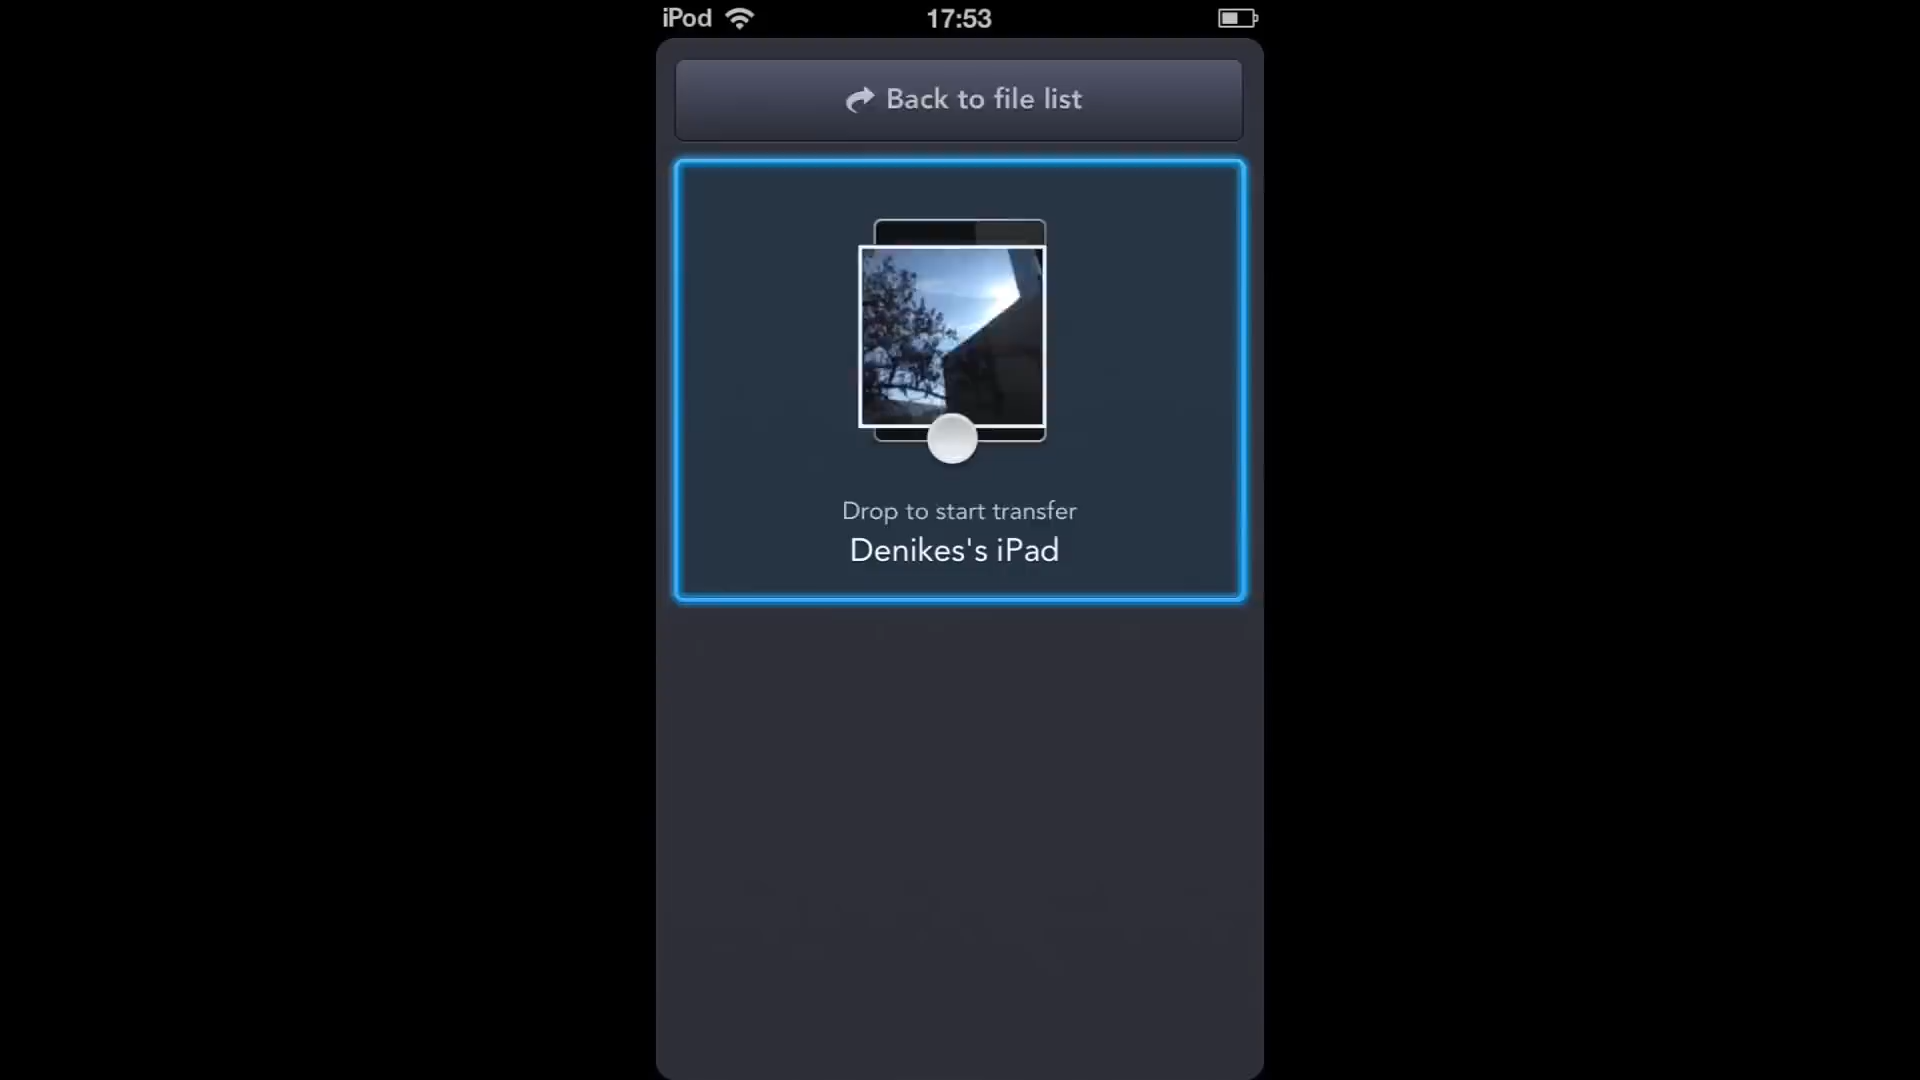 iPod 17:53
Back to file list
Drop to start transfer
Denikes's iPad